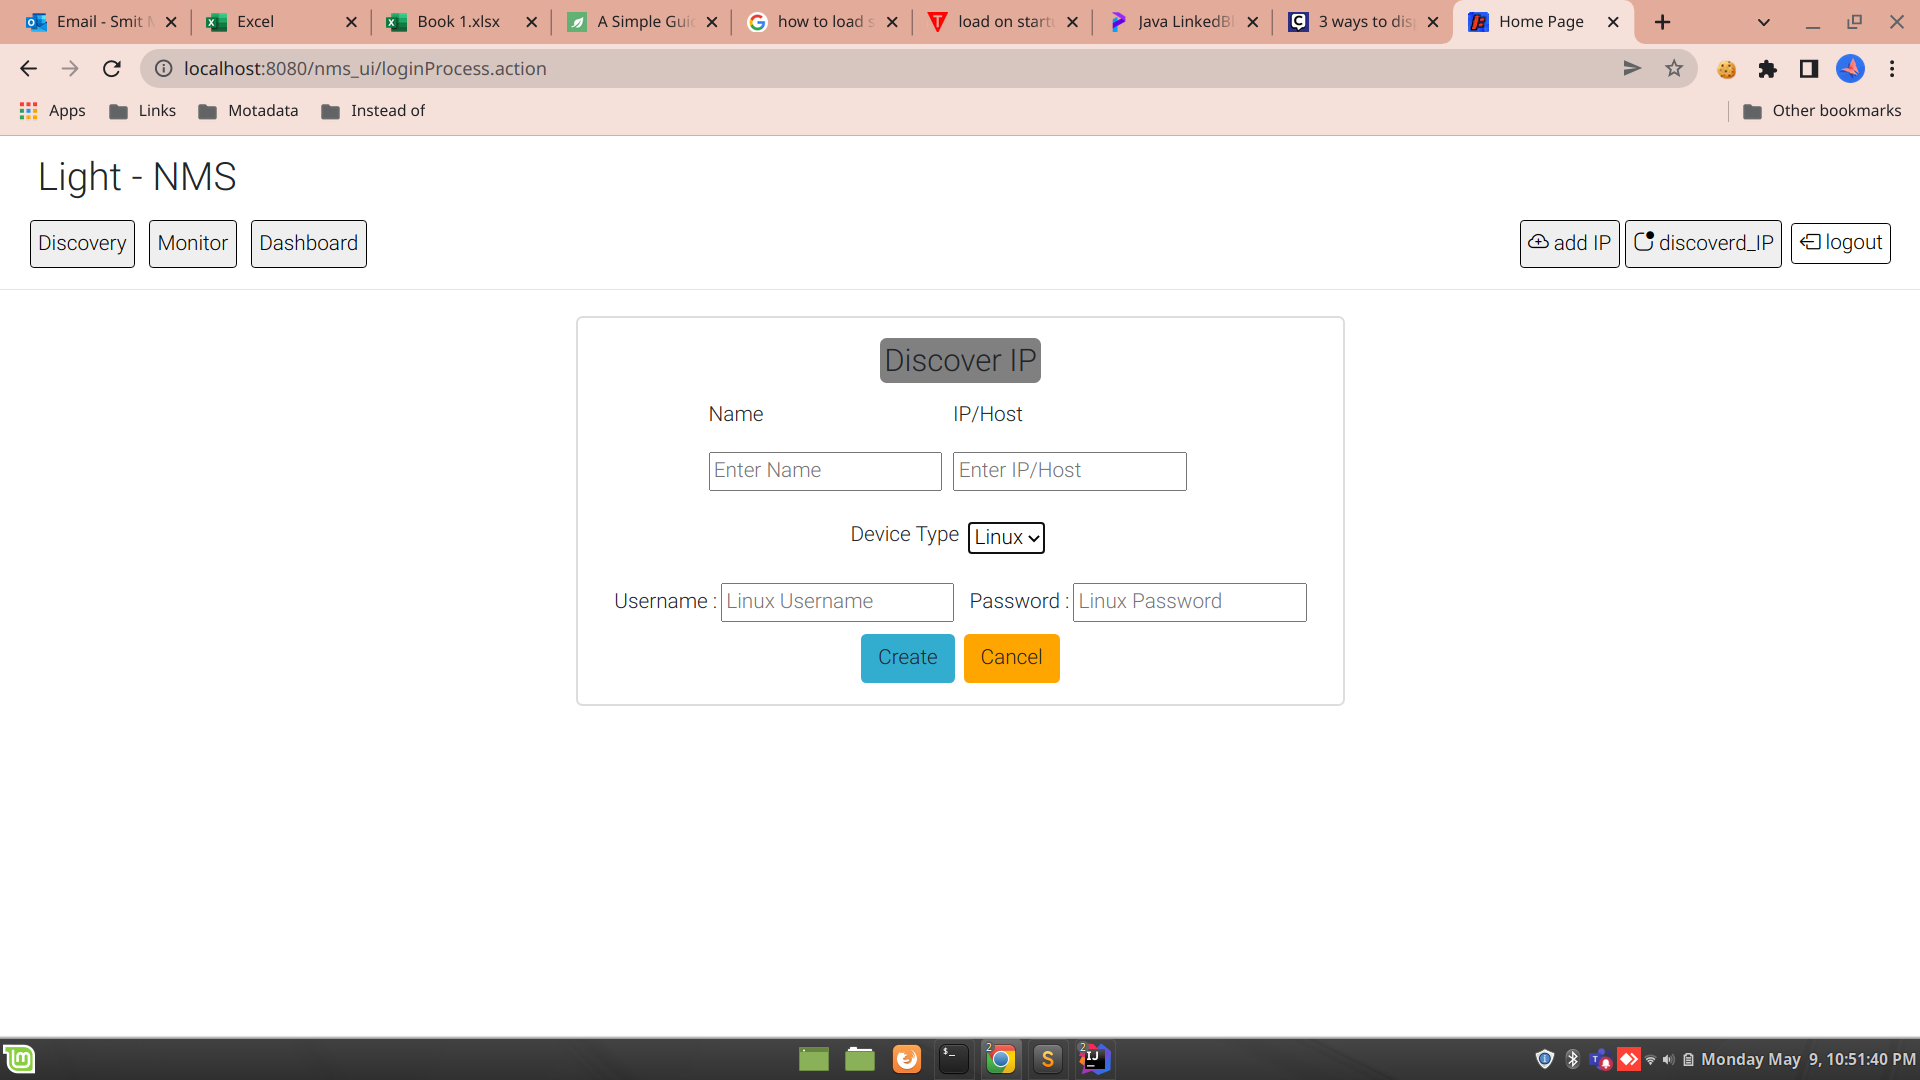 Email - Smit M
Excel
Book 1.xlsx
A Simple Gui
how to load s
load on start
Java LinkedBl
3 ways to dis
Home Page
localhost:8080/nms_ui/loginProcess.action
Apps
Links
Motadata
Instead of
Other bookmarks
Light - NMS
Discovery
Monitor
Dashboard
add IP
discoverd_IP
logout
Discover IP
Name IP/Host
Enter Name Enter IP/Host
Device Type Linux
Username : Linux Username Password : Linux Password
Create Cancel
Monday May 9, 10:51:40 PM